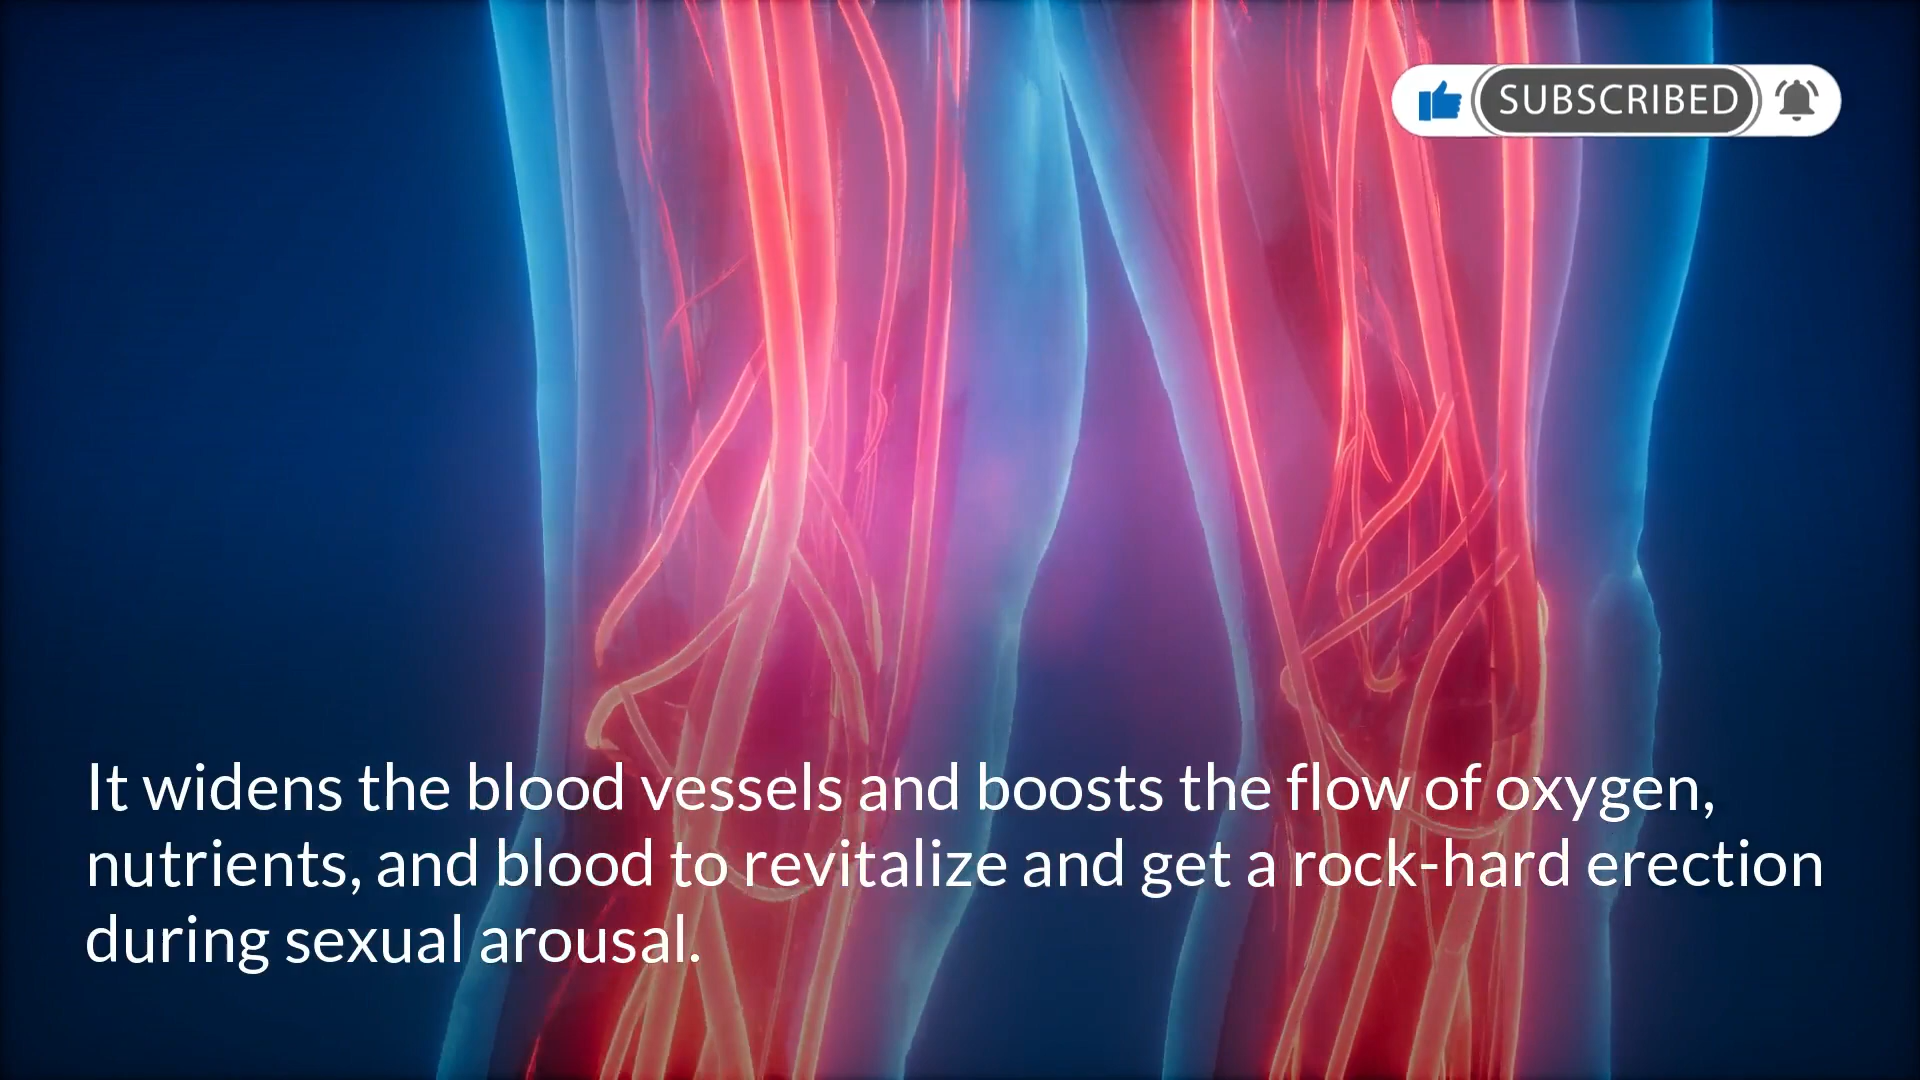 SUBSCRIBED
It widens the blood vessels and boosts the flow of oxygen,
nutrients, and blood to revitalize and get a rock-hard erection
during sexual arousal.